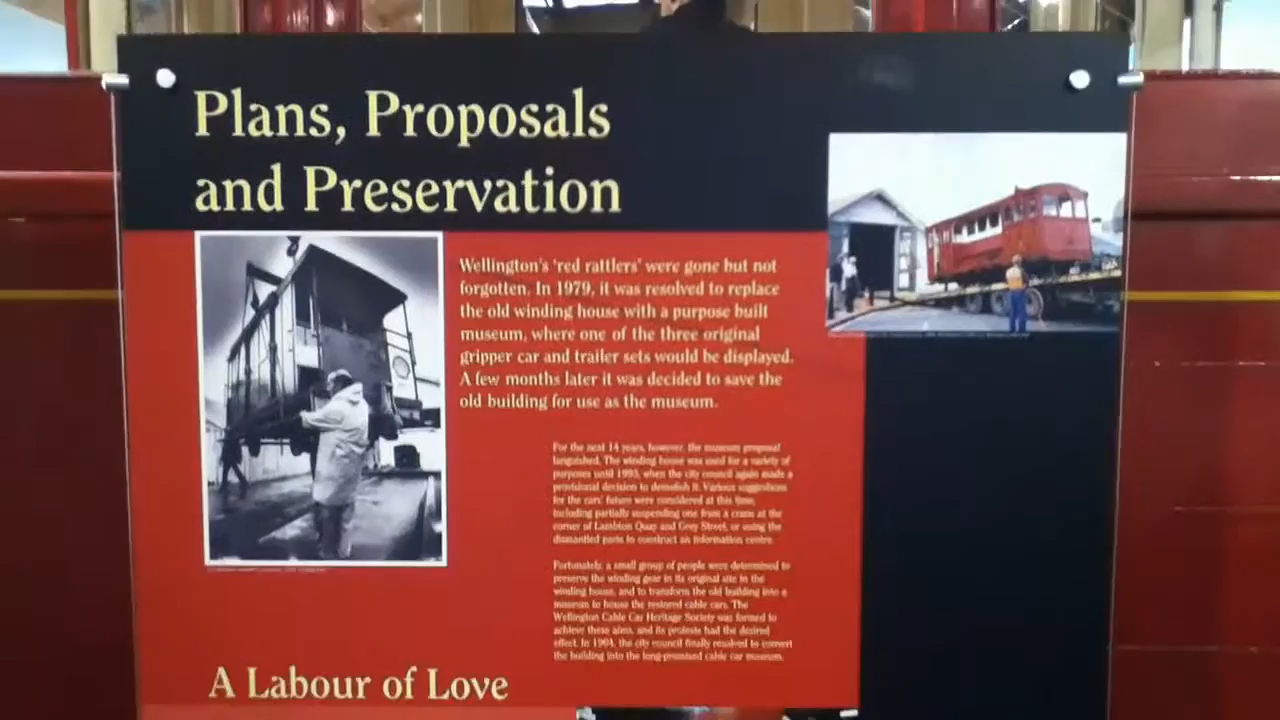 Plans, Proposals
and Preservation
Wellington's 'red rattlers' were gone but not
forgotten. In 1979, it was resolved to replace
the old winding house with a purpose built
museum, where one of the three original
gripper car and trailer sets would be displayed.
A few months later it was decided to save the
old building for use as the museum.
For the next 14 years, however, the museum proposal
languished. The winding house was used for a variety of
purposes until 1993, when the city council again made a
provisional decision to demolish it. Various suggestions
for the cars' future were considered at this time,
including partially suspending one from a crane at the
corner of Lambton Quay and Grey Street, or using the
dismantled parts to construct an information centre.
Fortunately, a small group of people were determined to
preserve the winding gear in its original site in the
winding house, and to transform the old building into a
museum to house the restored cable cars. The
Wellington Cable Car Heritage Society was formed to
achieve these aims, and its protests had the desired
effect. In 1994, the city council finally resolved to convert
the building into the long-promised cable car museum.
A Labour of Love